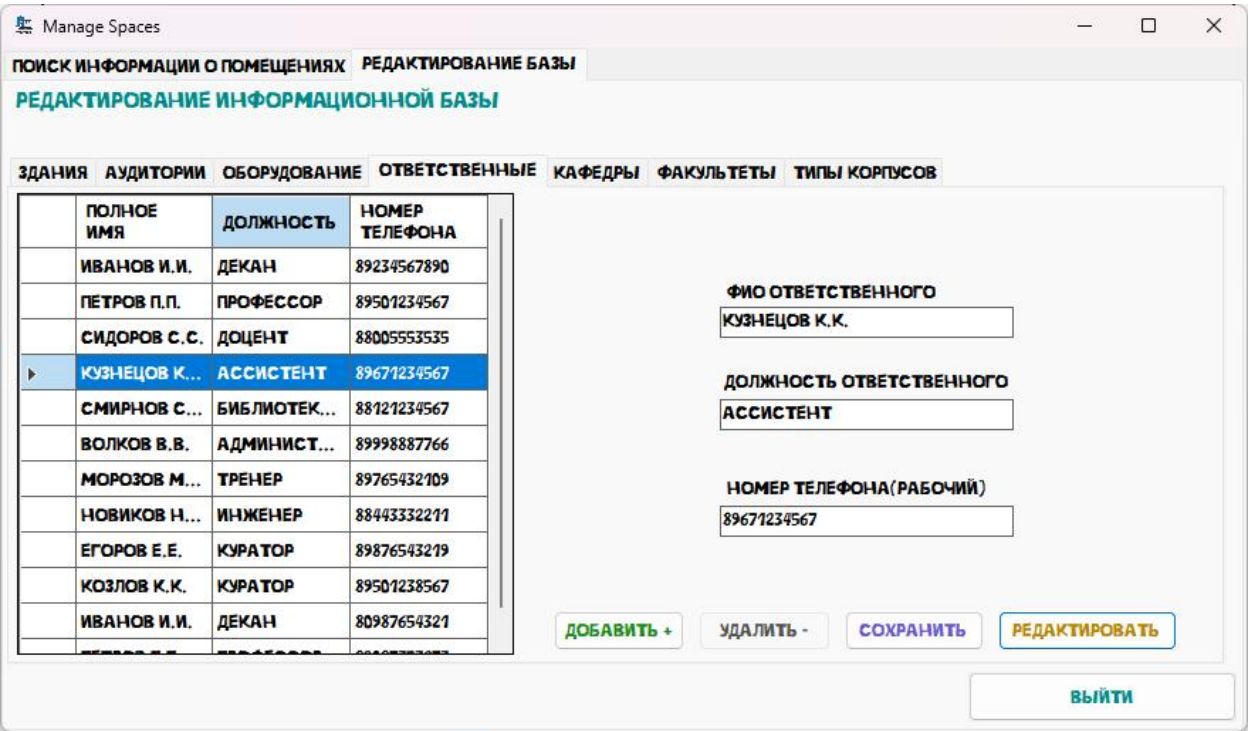 Manage Spaces
ПОИСК ИНФОРМАЦИИ О ПОМЕЩЕНИЯХ РЕДАКТИРОВАНИЕ БАЗЫ
РЕДАКТИРОВАНИЕ ИНФОРМАЦИОННОЙ БАЗЫ
ЗДАНИЯ АУДИТОРИИ ОБОРУДОВАНИЕ ОТВЕТСТВЕННЫЕ КАФЕДРЫ ФАКУЛЬТЕТЫ ТИПЫ КОРПУСОВ
ПОЛНОЕ ИМЯ ДОЛЖНОСТЬ НОМЕР ТЕЛЕФОНА
ИВАНОВ И.И. ДЕКАН 89234567890
ПЕТРОВ П.П. ПРОФЕССОР 89501234567
СИДОРОВ С.С. ДОЦЕНТ 88005553535
КУЗНЕЦОВ К... АССИСТЕНТ 89671234567
СМИРНОВ С... БИБЛИОТЕК... 88121234567
ВОЛКОВ В.В. АДМИНИСТ... 89998887766
МОРОЗОВ М... ТРЕНЕР 89765432109
НОВИКОВ Н... ИНЖЕНЕР 88443332211
ЕГОРОВ Е.Е. КУРАТОР 89876543219
КОЗЛОВ К.К. КУРАТОР 89501238567
ИВАНОВ И.И. ДЕКАН 80987654321
ФИО ОТВЕТСТВЕННОГО
КУЗНЕЦОВ К.К.
ДОЛЖНОСТЬ ОТВЕТСТВЕННОГО
АССИСТЕНТ
НОМЕР ТЕЛЕФОНА(РАБОЧИЙ)
89671234567
ДОБАВИТЬ + УДАЛИТЬ - СОХРАНИТЬ РЕДАКТИРОВАТЬ
ВЫЙТИ